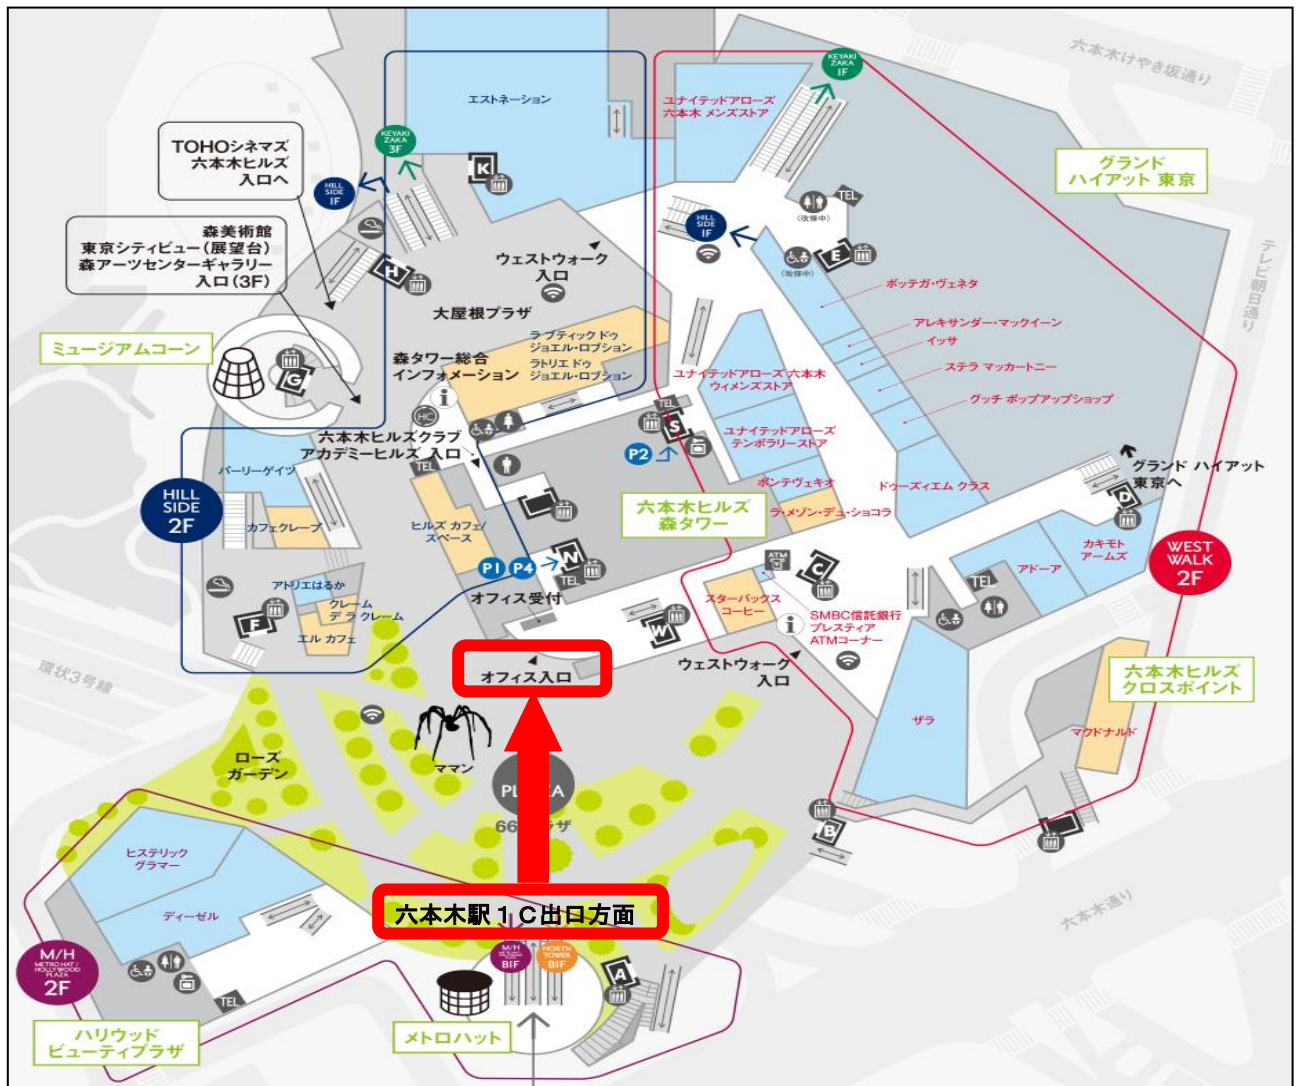 六本木けやき坂通り
KEYAKI
ZAKA
1F
エストネーション
ユナイテッドアローズ
六本木 メンズストア
TOHOシネマズ
六本木ヒルズ
入口へ
KEYAKI
ZAKA
3F
K
グランド
ハイアット 東京
HILL
SIDE
1F
TEL
(改修中)
森美術館
東京シティビュー(展望台)
森アーツセンターギャラリー
入口(3F)
HILL
SIDE
1F
E
(改修中)
テレビ朝日通り
ウェストウォーク
入口
H
ボッテガ・ヴェネタ
大屋根プラザ
アレキサンダー・マックイーン
イッサ
ミュージアムコーン
ラ ブティック ドゥ
ジョエル・ロブション
森タワー総合
インフォメーション
ラトリエ ドゥ
ジョエル・ロブション
ユナイテッドアローズ 六本木
ウィメンズストア
ステラ マッカートニー
G
i
グッチ ポップアップショップ
HC
TEL
S
六本木ヒルズクラブ
アカデミーヒルズ 入口
ユナイテッドアローズ
テンポラリーストア
P2
TEL
バーリーゲイツ
グランド ハイアット
東京へ
ポンテヴェキオ
ドゥーズィエム クラス
D
HILL
SIDE
2F
六本木ヒルズ
森タワー
ラ・メゾン・デュ・ショコラ
カフェクレープ
ヒルズ カフェ/
スペース
カキモト
アームズ
WEST
WALK
2F
P1
P4
N
TEL
ATM
C
アドーア
アトリエはるか
オフィス受付
TEL
スターバックス
コーヒー
クレーム
デ ラ クレーム
F
W
i
SMBC信託銀行
プレスティア
ATMコーナー
エル カフェ
環状3号線
オフィス入口
ウェストウォーク
入口
六本木ヒルズ
クロスポイント
ザラ
マクドナルド
ローズ
ガーデン
ママン
PL
A
66
ラザ
B
ヒステリック
グラマー
ディーゼル
六本木駅１Ｃ出口方面
六本木通り
M/H
METRO HAT /
HOLLYWOOD
PLAZA
2F
M/H
B1F
NORTH
TOWER
B1F
A
TEL
ハリウッド
ビューティプラザ
メトロハット